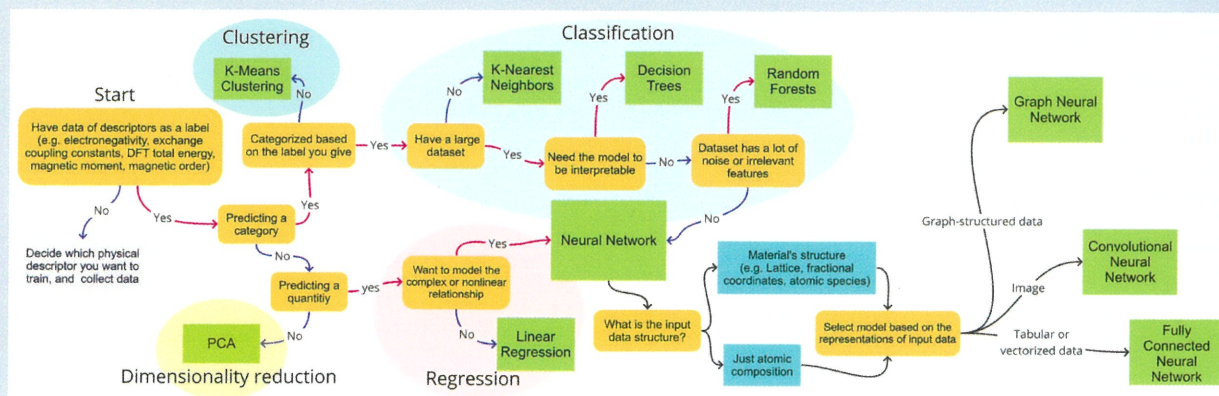 Clustering
K-Means
Clustering
No
Start
Have data of descriptors as a label
(e.g. electronegativity, exchange
coupling constants, DFT total energy,
magnetic moment, magnetic order)
Categorized based
on the label you give
Yes
No
Yes
Yes
Decide which physical
descriptor you want to
train, and collect data
Predicting a
category
No
Predicting a
quantitiy
yes
No
PCA
Dimensionality reduction
Classification
Have a large
dataset
No
K-Nearest
Neighbors
Yes
Need the model to
be interpretable
Yes
Decision
Trees
No
Dataset has a lot of
noise or irrelevant
features
Yes
Random
Forests
No
Neural Network
Want to model the
complex or nonlinear
relationship
Yes
No
Linear
Regression
Regression
What is the input
data structure?
Material's structure
(e.g. Lattice, fractional
coordinates, atomic species)
Just atomic
composition
Select model based on the
representations of input data
Graph-structured data
Graph Neural
Network
Image
Convolutional
Neural
Network
Tabular or
vectorized data
Fully
Connected
Neural
Network